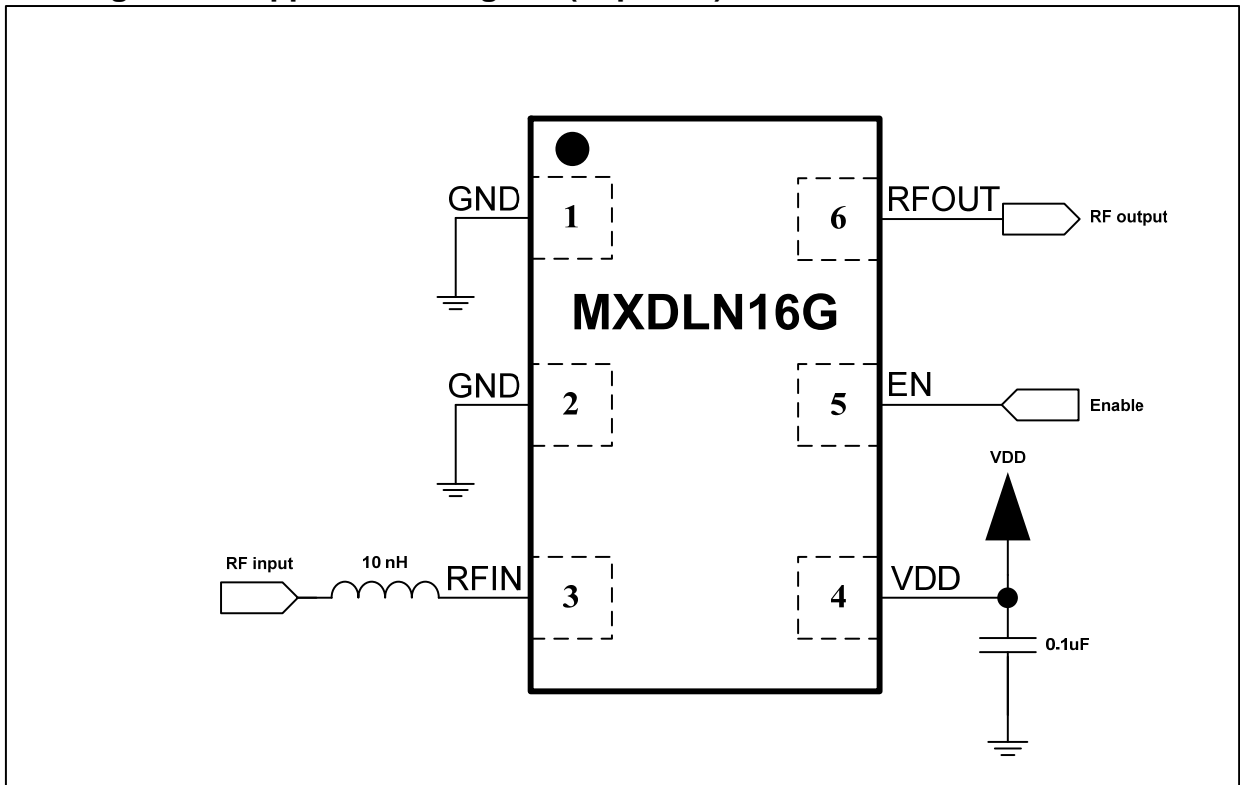 GND
1
6
RFOUT
RF output
MXDLN16G
GND
2
5
EN
Enable
VDD
RF input
10 nH
RFIN
3
4
VDD
0.1uF